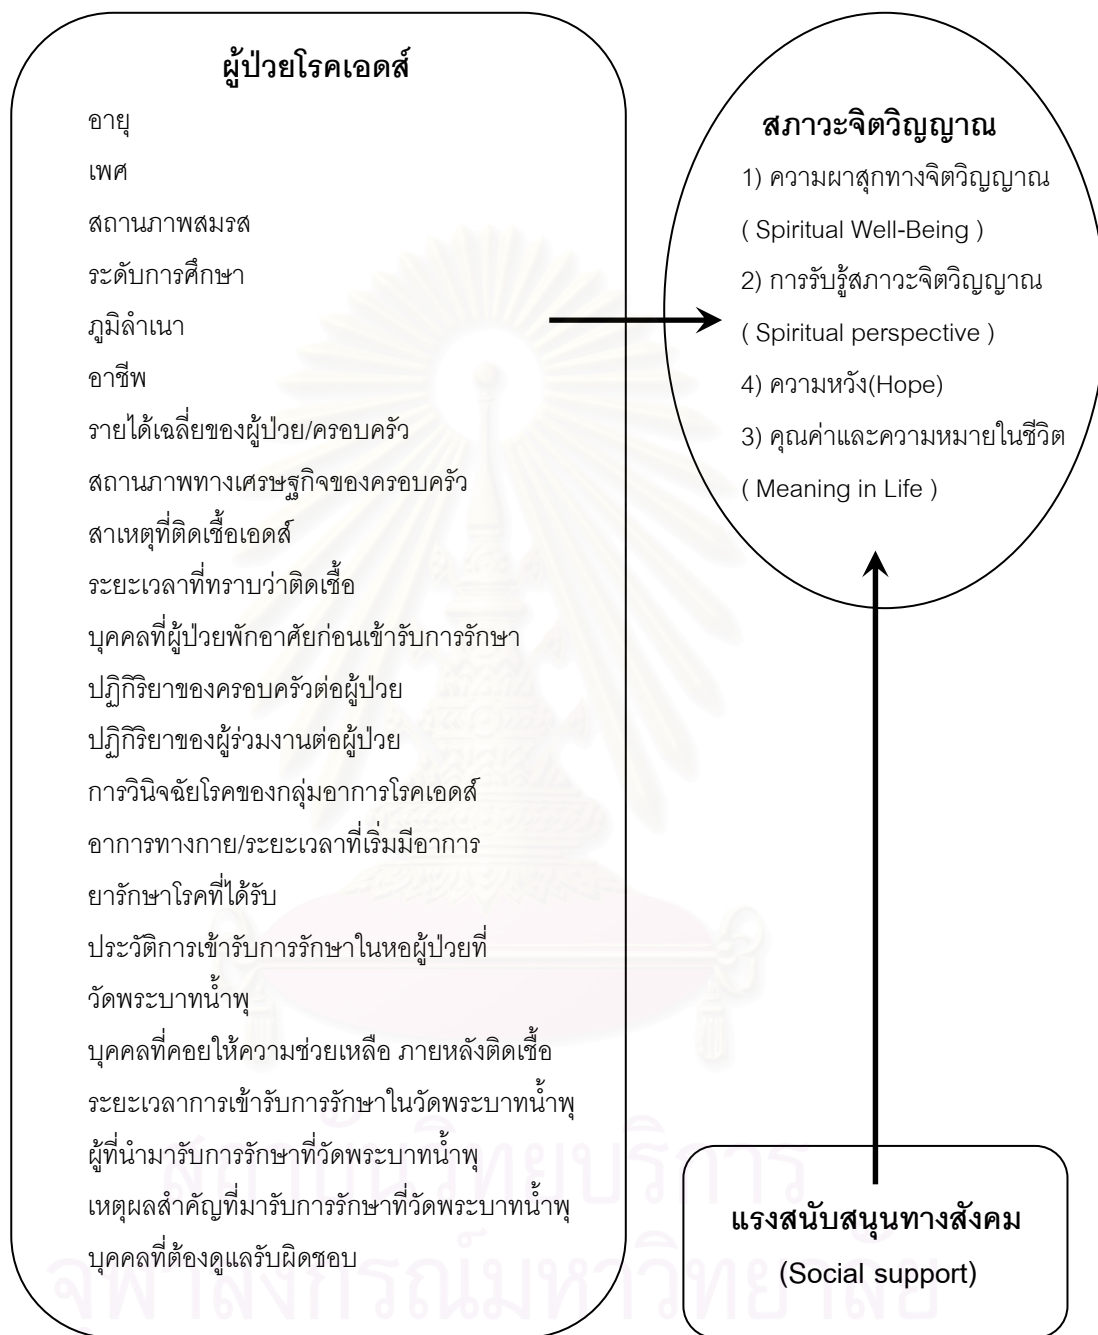 ผู้ป่วยโรคเอดส์
อายุ
เพศ
สถานภาพสมรส
ระดับการศึกษา
ภูมิลำเนา
อาชีพ
รายได้เฉลี่ยของผู้ป่วย/ครอบครัว
สถานภาพทางเศรษฐกิจของครอบครัว
สาเหตุที่ติดเชื้อเอดส์
ระยะเวลาที่ทราบว่าติดเชื้อ
บุคคลที่ผู้ป่วยพักอาศัยก่อนเข้ารับการรักษา
ปฏิกิริยาของครอบครัวต่อผู้ป่วย
ปฏิกิริยาของผู้ร่วมงานต่อผู้ป่วย
การวินิจฉัยโรคของกลุ่มอาการโรคเอดส์
อาการทางกาย/ระยะเวลาที่เริ่มมีอาการ
ยารักษาโรคที่ได้รับ
ประวัติการเข้ารับการรักษาในหอผู้ป่วยที่
วัดพระบาทน้ำพุ
บุคคลที่คอยให้ความช่วยเหลือ ภายหลังติดเชื้อ
ระยะเวลาการเข้ารับการรักษาในวัดพระบาทน้ำพุ
ผู้ที่นำมารับการรักษาที่วัดพระบาทน้ำพุ
เหตุผลสำคัญที่มารับการรักษาที่วัดพระบาทน้ำพุ
บุคคลที่ต้องดูแลรับผิดชอบ
สภาวะจิตวิญญาณ
1) ความผาสุกทางจิตวิญญาณ
( Spiritual Well-Being )
2) การรับรู้สภาวะจิตวิญญาณ
( Spiritual perspective )
4) ความหวัง(Hope)
3) คุณค่าและความหมายในชีวิต
( Meaning in Life )
แรงสนับสนุนทางสังคม
(Social support)
สถาบันวิทยบริการ
จุฬาลงกรณ์มหาวิทยาลัย